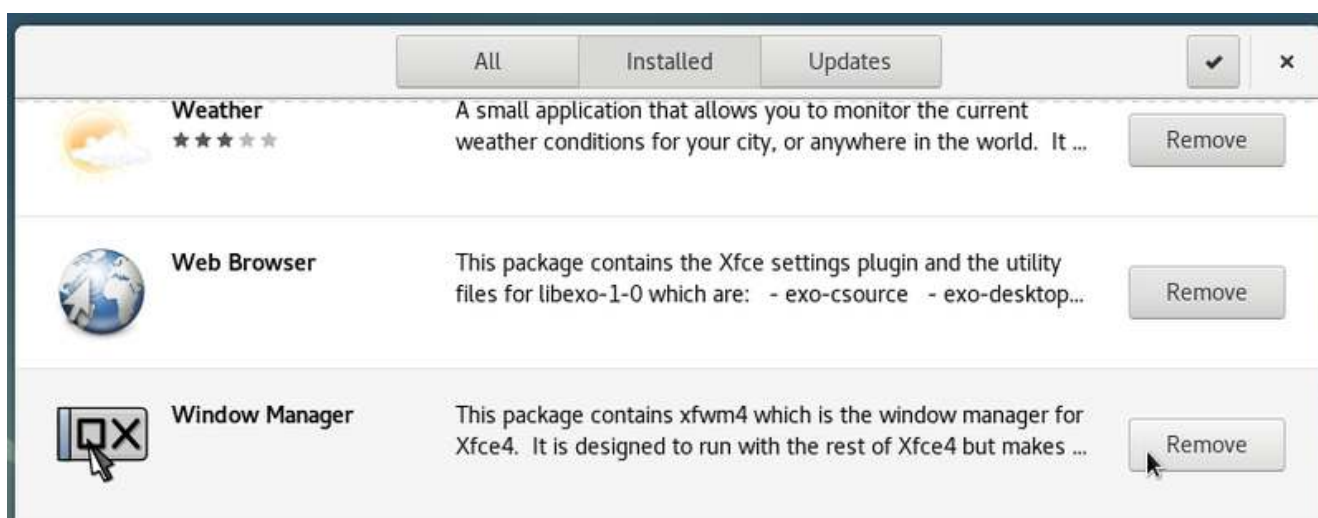 All Installed Updates
Weather
A small application that allows you to monitor the current
weather conditions for your city, or anywhere in the world.  It ...
Remove
Web Browser
This package contains the Xfce settings plugin and the utility
files for libexo-1-0 which are:   - exo-csource   - exo-desktop...
Remove
Window Manager
This package contains xfwm4 which is the window manager for
Xfce4.  It is designed to run with the rest of Xfce4 but makes ...
Remove